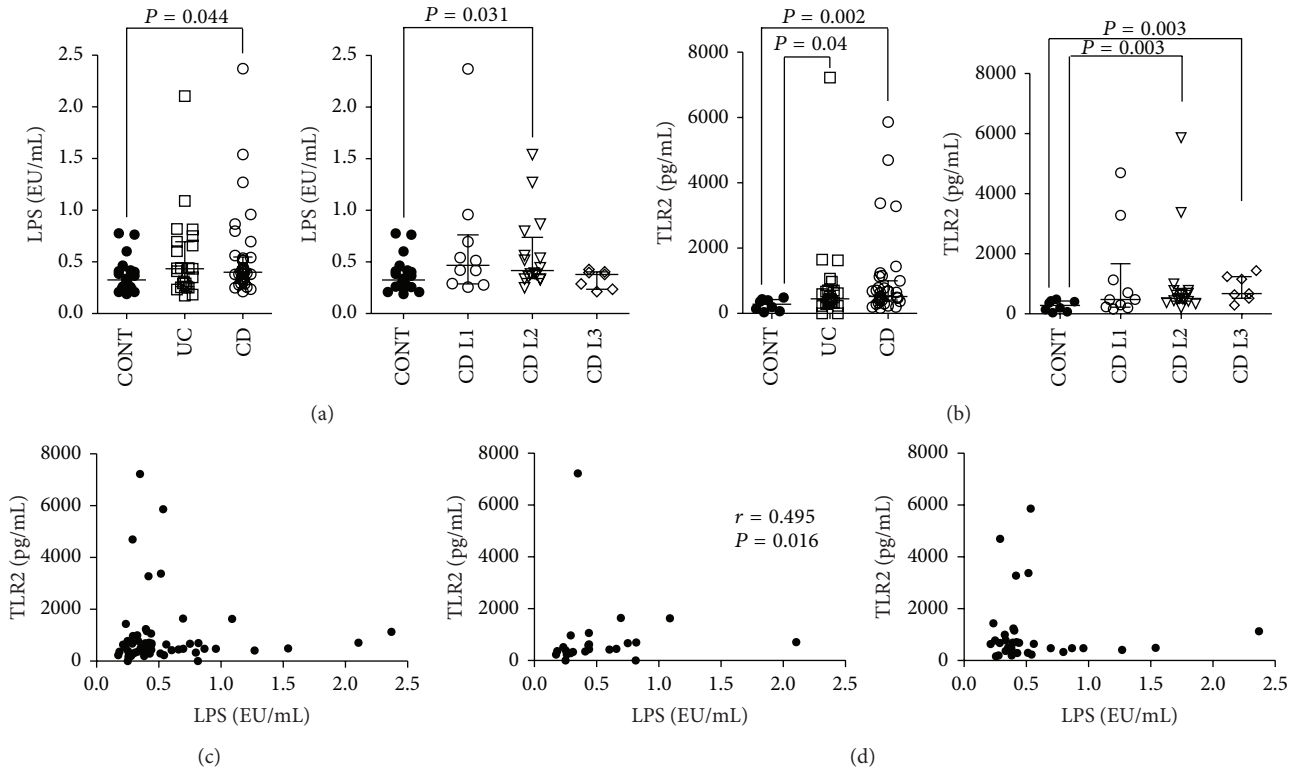 P = 0.044
2.5
2.0
1.5
1.0
0.5
0.0
LPS (EU/mL)
CONT
UC
CD
P = 0.031
2.5
2.0
1.5
1.0
0.5
0.0
LPS (EU/mL)
CONT
CD L1
CD L2
CD L3
(a)
P = 0.002
P = 0.04
8000
6000
4000
2000
0
TLR2 (pg/mL)
CONT
UC
CD
P = 0.003
P = 0.003
8000
6000
4000
2000
0
TLR2 (pg/mL)
CONT
CD L1
CD L2
CD L3
(b)
8000
6000
4000
2000
0
TLR2 (pg/mL)
0.0 0.5 1.0 1.5 2.0 2.5
LPS (EU/mL)
(c)
8000
6000
4000
2000
0
TLR2 (pg/mL)
r = 0.495
P = 0.016
0.0 0.5 1.0 1.5 2.0 2.5
LPS (EU/mL)
8000
6000
4000
2000
0
TLR2 (pg/mL)
0.0 0.5 1.0 1.5 2.0 2.5
LPS (EU/mL)
(d)